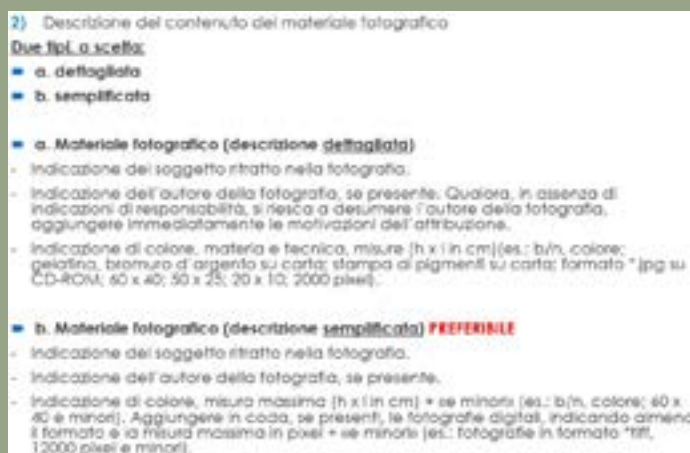 2) Descrizione del contenuto del materiale fotografico
Due tipi, a scelta:
a. dettagliata
b. semplificata
a. Materiale fotografico (descrizione dettagliata)
- Indicazione del soggetto ritratto nella fotografia.
- Indicazione dell'autore della fotografia, se presente. Qualora, in assenza di
indicazioni di responsabilità, si riesca a desumere l'autore della fotografia,
aggiungere immediatamente le motivazioni dell'attribuzione.
- Indicazione di colore, materia e tecnica, misure (h x l in cm)(es.: b/n, colore;
gelatina, bromuro d'argento su carta; stampa ai pigmenti su carta; formato *.jpg su
CD-ROM; 60 x 40; 50 x 25; 20 x 10; 2000 pixel).
b. Materiale fotografico (descrizione semplificata) PREFERIBILE
- Indicazione del soggetto ritratto nella fotografia.
- Indicazione dell'autore della fotografia, se presente.
- Indicazione di colore, misura massima (h x l in cm) + «e minori» (es.: b/n, colore; 60 x
40 e minori). Aggiungere in coda, se presenti, le fotografie digitali, indicando almeno
il formato e la misura massima in pixel + «e minori» (es.: fotografie in formato *tiff,
12000 pixel e minori).